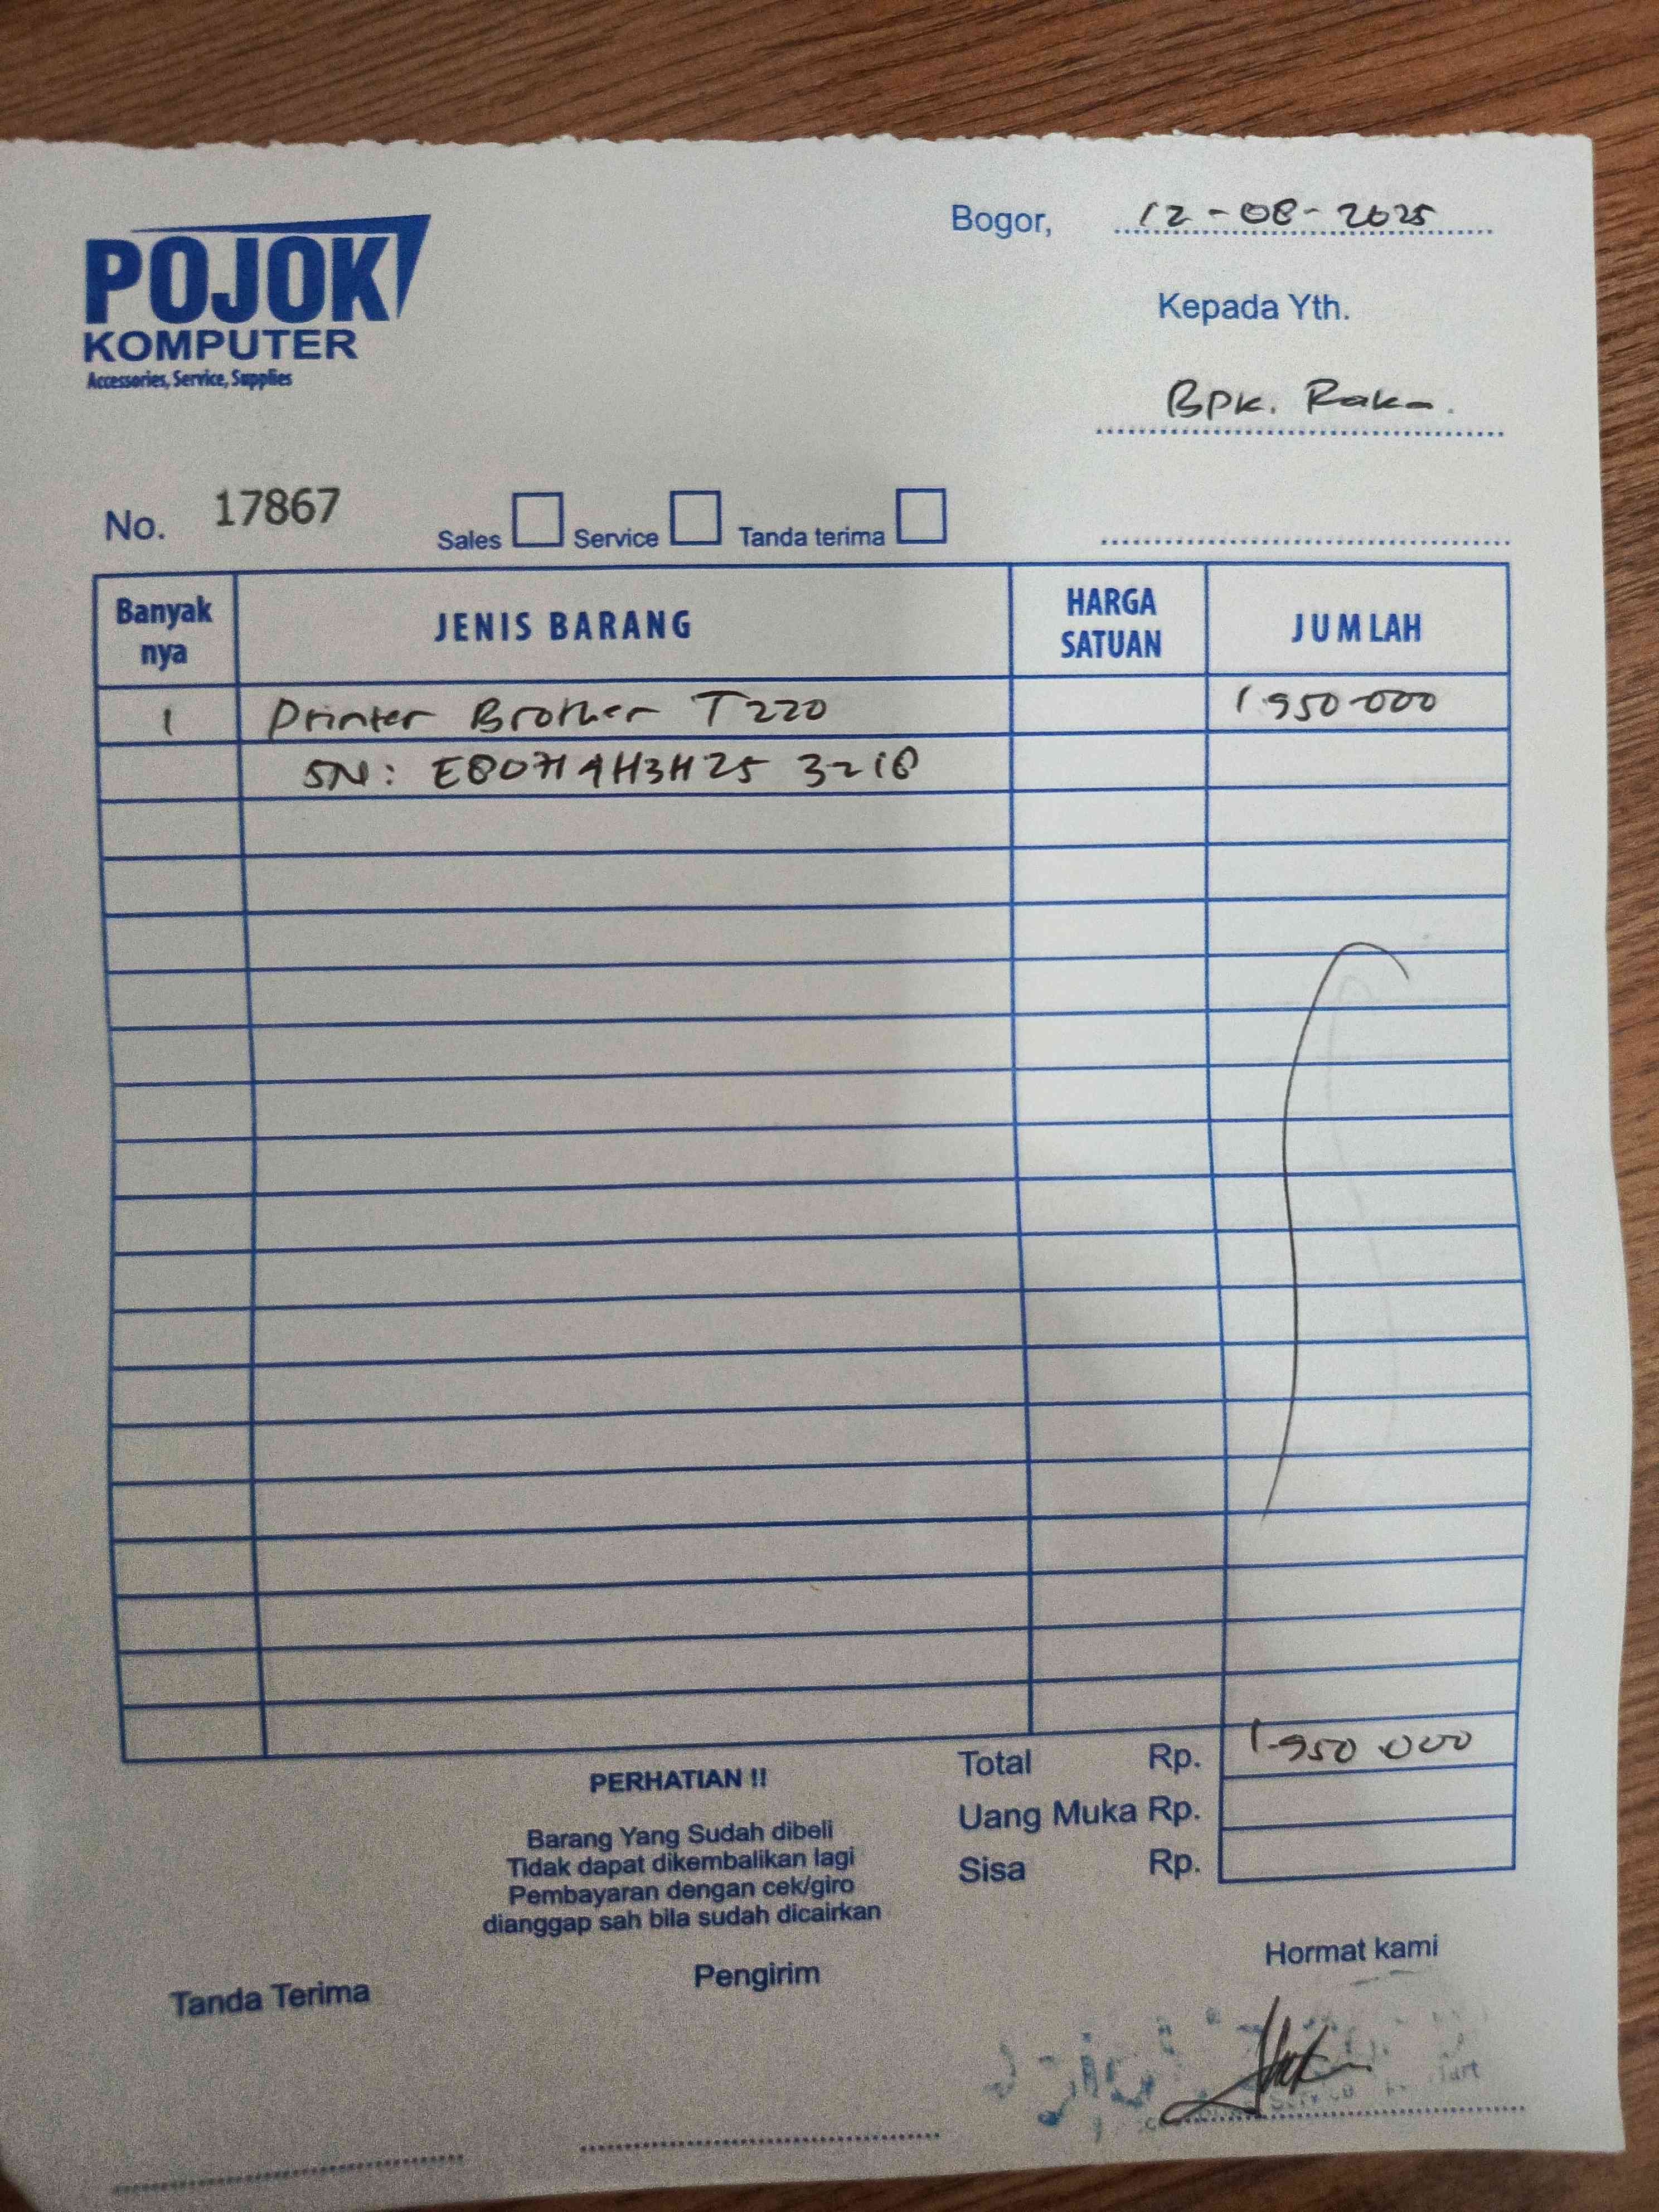 POJOK
KOMPUTER
Accessories, Service, Supplies
Bogor, 12-08-2025
Kepada Yth.
Bpk. Raka.
No. 17867 Sales Service Tanda terima
Banyak nya JENIS BARANG HARGA SATUAN JUMLAH
1 Printer Brother T220 1.950.000
SN: E80714H3H25 3218
Total Rp. 1.950.000
Uang Muka Rp.
Sisa Rp.
PERHATIAN !!
Barang Yang Sudah dibeli
Tidak dapat dikembalikan lagi
Pembayaran dengan cek/giro
dianggap sah bila sudah dicairkan
Tanda Terima
Pengirim
Hormat kami